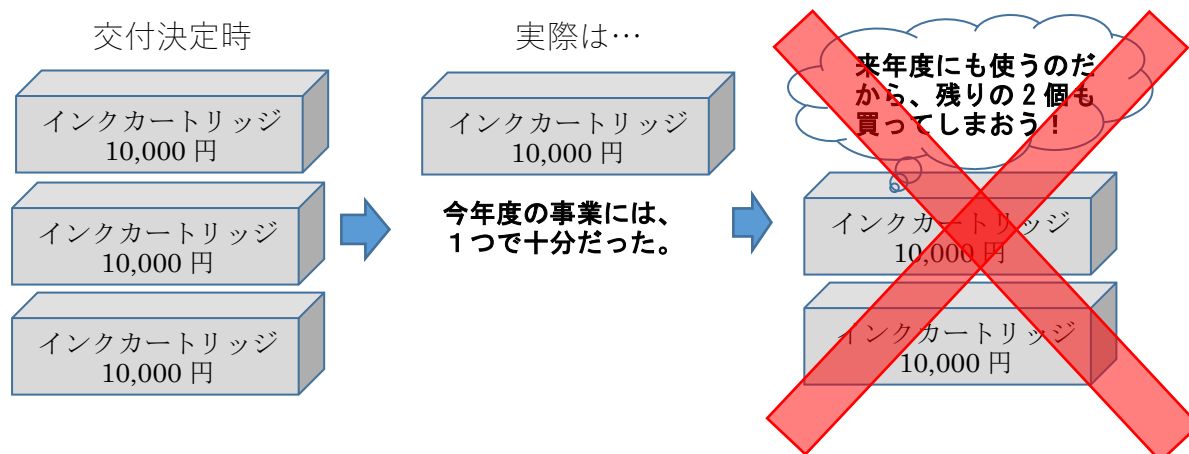 交付決定時
インクカートリッジ
10,000 円
インクカートリッジ
10,000 円
インクカートリッジ
10,000 円
実際は…
インクカートリッジ
10,000 円
今年度の事業には、
１つで十分だった。
来年度にも使うのだ
から、残りの２個も
買ってしまおう！
インクカートリッジ
10,000 円
インクカートリッジ
10,000 円